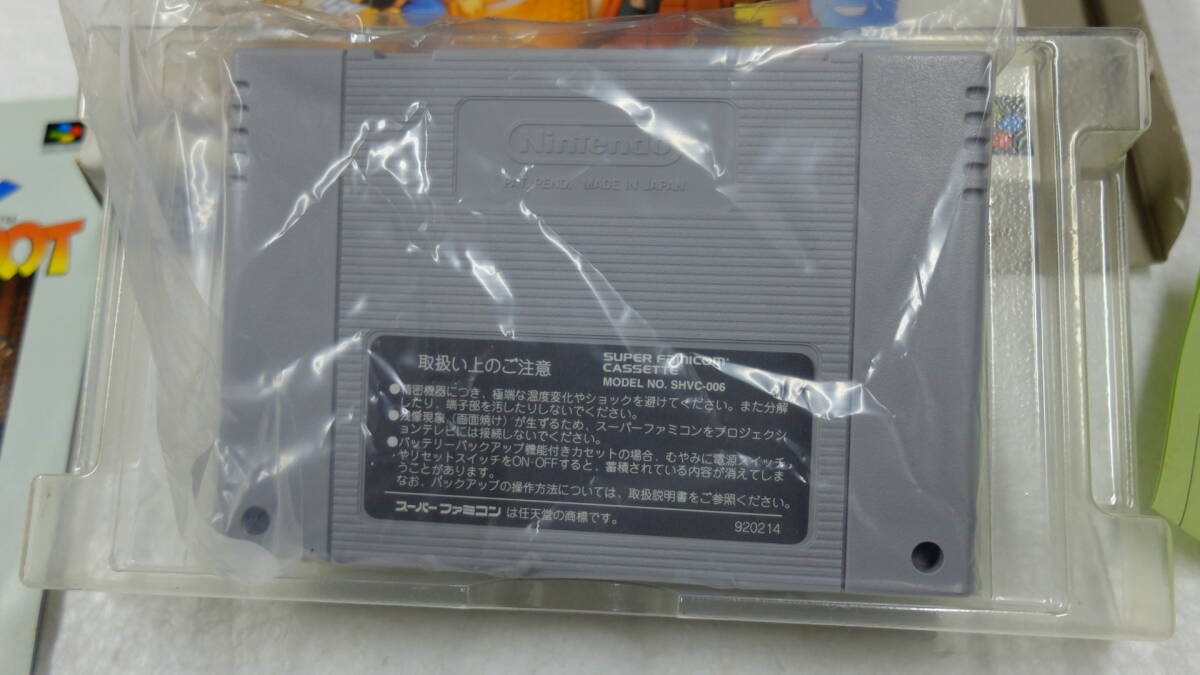 Nintendo
PAT. PEND. MADE IN JAPAN
OOT
TM
取扱い上のご注意
SUPER FAMICOM
CASSETTE
MODEL NO. SHVC-006
●精密機器につき、極端な温度変化やショックを避けてください。また分解
したり、端子部を汚したりしないでください。
●残像現象（画面焼け）が生ずるため、スーパーファミコンをプロジェクシ
ョンテレビには接続しないでください。
●バッテリーバックアップ機能付きカセットの場合、むやみに電源スイッチ
やリセットスイッチをON·OFFすると、蓄積されている内容が消えてしま
うことがあります。
なお、バックアップの操作方法については、取扱説明書をご参照ください。
スーパーファミコンは任天堂の商標です。
920214